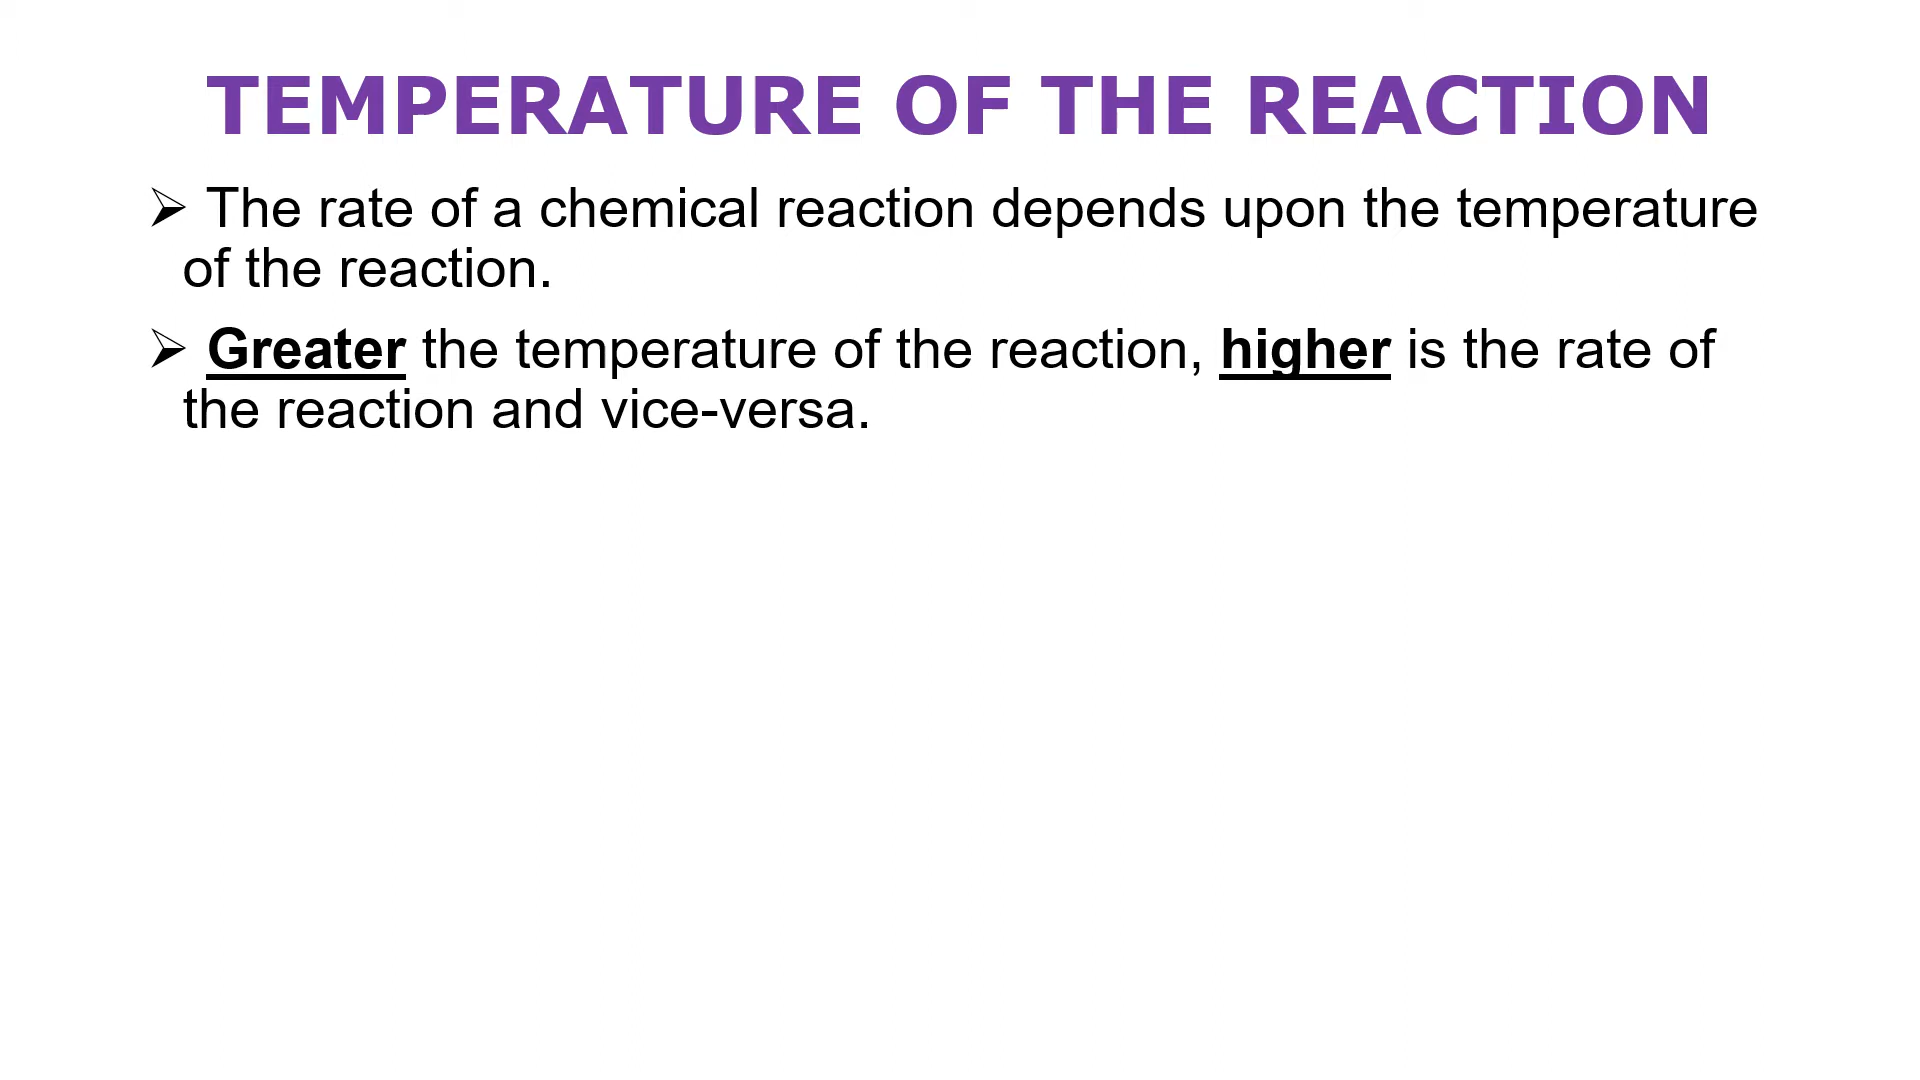 TEMPERATURE OF THE REACTION
➢ The rate of a chemical reaction depends upon the temperature
of the reaction.
➢ Greater the temperature of the reaction, higher is the rate of
the reaction and vice-versa.